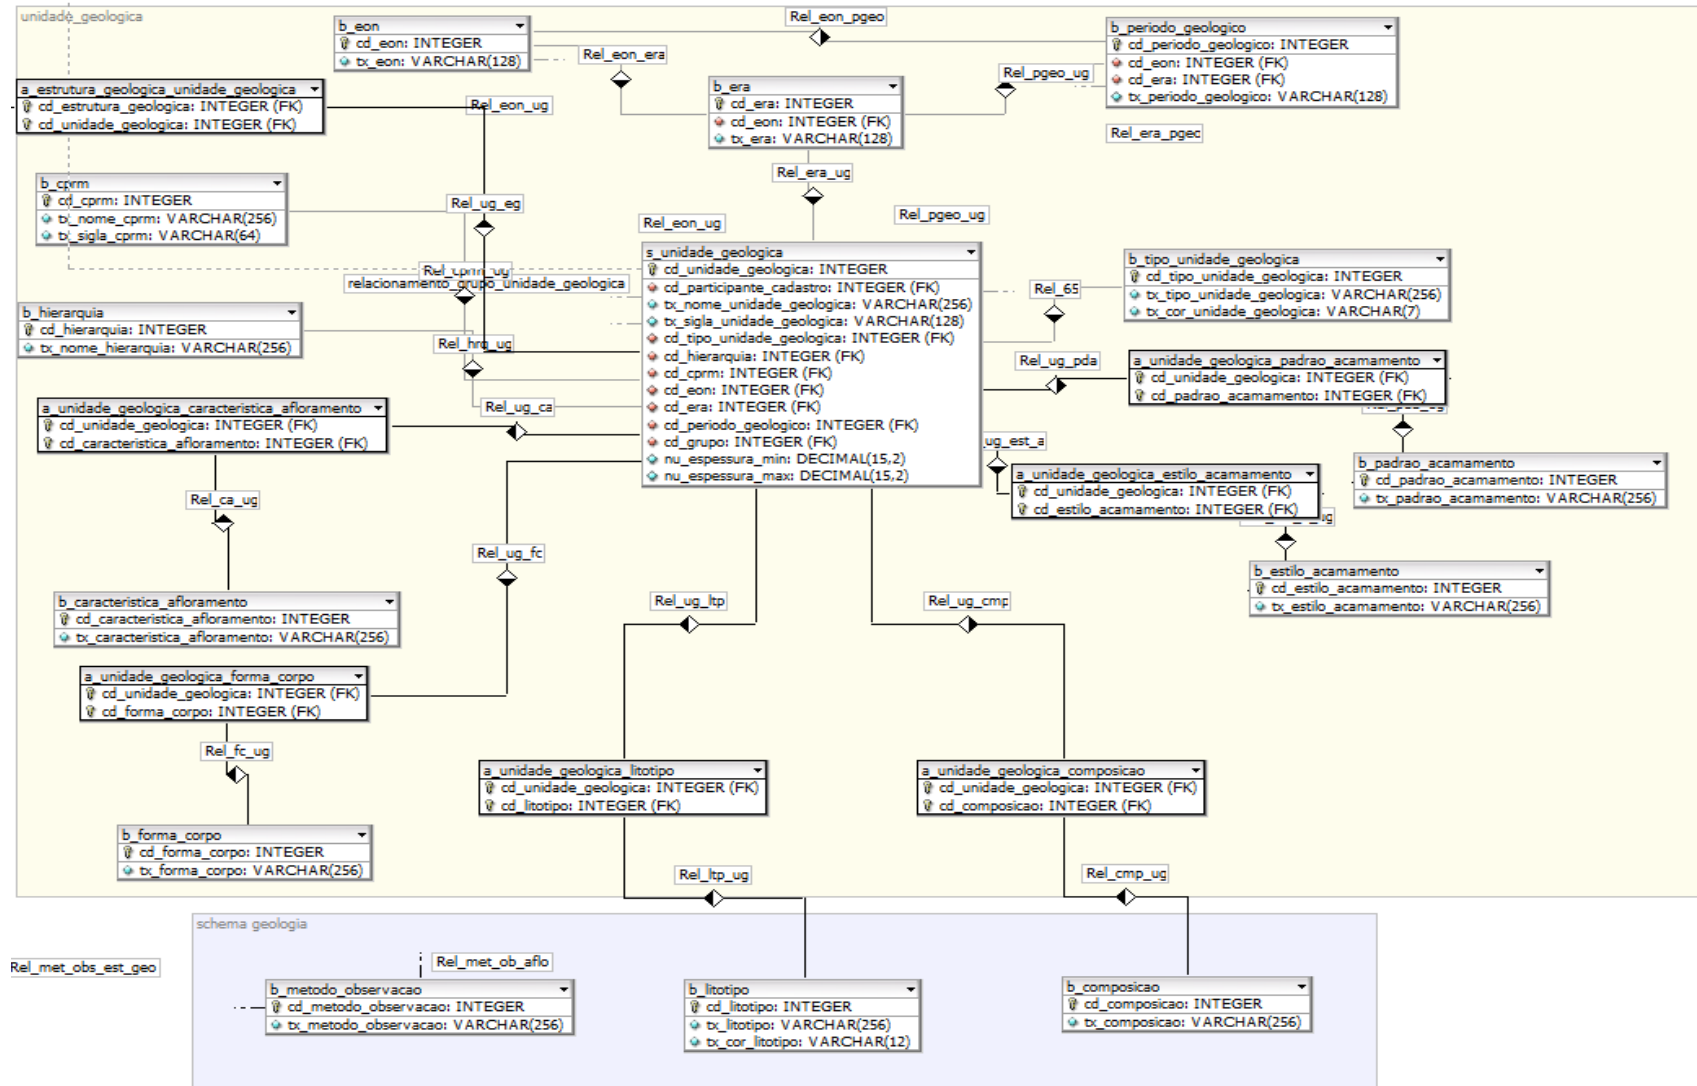 unidade_geologica
b_eon
cd_eon: INTEGER
tx_eon: VARCHAR(128)
Rel_eon_pgeo
Rel_eon_era
b_periodo_geologico
cd_periodo_geologico: INTEGER
cd_eon: INTEGER (FK)
cd_era: INTEGER (FK)
tx_periodo_geologico: VARCHAR(128)
Rel_pgeo_ug
a_estrutura_geologica_unidade_geologica
cd_estrutura_geologica: INTEGER (FK)
cd_unidade_geologica: INTEGER (FK)
Rel_eon_ug
b_era
cd_era: INTEGER
cd_eon: INTEGER (FK)
tx_era: VARCHAR(128)
Rel_era_pgeo
Rel_era_ug
b_cprm
cd_cprm: INTEGER
tx_nome_cprm: VARCHAR(256)
tx_sigla_cprm: VARCHAR(64)
Rel_ug_eg
Rel_eon_ug
Rel_pgeo_ug
s_unidade_geologica
cd_unidade_geologica: INTEGER
cd_participante_cadastro: INTEGER (FK)
tx_nome_unidade_geologica: VARCHAR(256)
tx_sigla_unidade_geologica: VARCHAR(128)
cd_tipo_unidade_geologica: INTEGER (FK)
cd_hierarquia: INTEGER (FK)
cd_cprm: INTEGER (FK)
cd_eon: INTEGER (FK)
cd_era: INTEGER (FK)
cd_periodo_geologico: INTEGER (FK)
cd_grupo: INTEGER (FK)
nu_espessura_min: DECIMAL(15,2)
nu_espessura_max: DECIMAL(15,2)
Rel_cprm_ug
relacionamento_grupo_unidade_geologica
b_tipo_unidade_geologica
cd_tipo_unidade_geologica: INTEGER
tx_tipo_unidade_geologica: VARCHAR(256)
tx_cor_unidade_geologica: VARCHAR(7)
Rel_65
b_hierarquia
cd_hierarquia: INTEGER
tx_nome_hierarquia: VARCHAR(256)
Rel_hrq_ug
Rel_ug_pda
a_unidade_geologica_padrao_acamamento
cd_unidade_geologica: INTEGER (FK)
cd_padrao_acamamento: INTEGER (FK)
a_unidade_geologica_caracteristica_afloramento
cd_unidade_geologica: INTEGER (FK)
cd_caracteristica_afloramento: INTEGER (FK)
Rel_ug_ca
_ug_est_a
a_unidade_geologica_estilo_acamamento
cd_unidade_geologica: INTEGER (FK)
cd_estilo_acamamento: INTEGER (FK)
b_padrao_acamamento
cd_padrao_acamamento: INTEGER
tx_padrao_acamamento: VARCHAR(256)
Rel_ca_ug
Rel_ug_fc
b_estilo_acamamento
cd_estilo_acamamento: INTEGER
tx_estilo_acamamento: VARCHAR(256)
b_caracteristica_afloramento
cd_caracteristica_afloramento: INTEGER
tx_caracteristica_afloramento: VARCHAR(256)
Rel_ug_ltp
Rel_ug_cmp
a_unidade_geologica_forma_corpo
cd_unidade_geologica: INTEGER (FK)
cd_forma_corpo: INTEGER (FK)
Rel_fc_ug
a_unidade_geologica_litotipo
cd_unidade_geologica: INTEGER (FK)
cd_litotipo: INTEGER (FK)
a_unidade_geologica_composicao
cd_unidade_geologica: INTEGER (FK)
cd_composicao: INTEGER (FK)
b_forma_corpo
cd_forma_corpo: INTEGER
tx_forma_corpo: VARCHAR(256)
Rel_ltp_ug
Rel_cmp_ug
schema geologia
Rel_met_obs_est_geo
Rel_met_ob_aflo
b_metodo_observacao
cd_metodo_observacao: INTEGER
tx_metodo_observacao: VARCHAR(256)
b_litotipo
cd_litotipo: INTEGER
tx_litotipo: VARCHAR(256)
tx_cor_litotipo: VARCHAR(12)
b_composicao
cd_composicao: INTEGER
tx_composicao: VARCHAR(256)